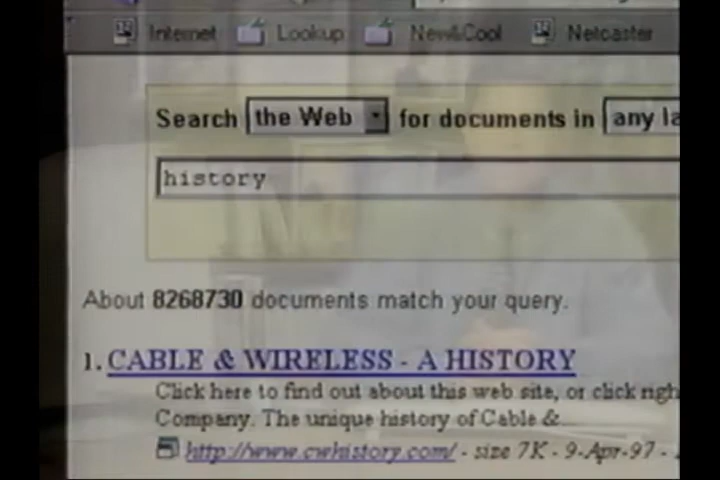 Internet Lookup New&Cool Netcaster
Search the Web for documents in any la
history
About 8268730 documents match your query.
1. CABLE & WIRELESS - A HISTORY
Click here to find out about this web site, or click righ
Company. The unique history of Cable &...
http://www.cwhistory.com/ - size 7K - 9-Apr-97 -